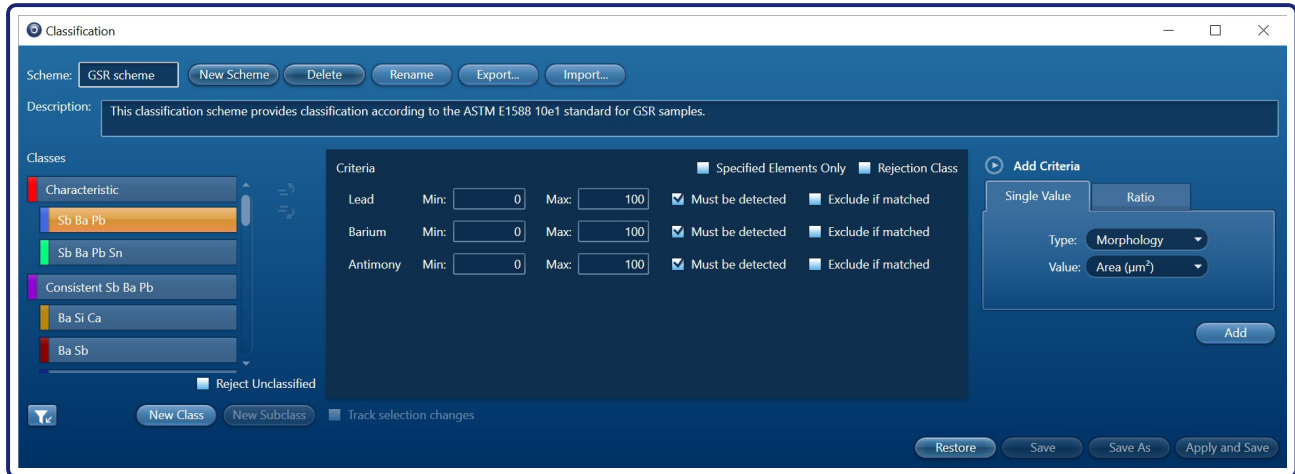 Classification
Scheme: GSR scheme New Scheme Delete Rename Export... Import...
Description: This classification scheme provides classification according to the ASTM E1588 10e1 standard for GSR samples.
Classes
Characteristic
Sb Ba Pb
Sb Ba Pb Sn
Consistent Sb Ba Pb
Ba Si Ca
Ba Sb
Reject Unclassified
New Class New Subclass
Criteria Specified Elements Only Rejection Class
Lead Min: 0 Max: 100 Must be detected Exclude if matched
Barium Min: 0 Max: 100 Must be detected Exclude if matched
Antimony Min: 0 Max: 100 Must be detected Exclude if matched
Track selection changes
Add Criteria
Single Value Ratio
Type: Morphology
Value: Area (µm²)
Add
Restore Save Save As Apply and Save